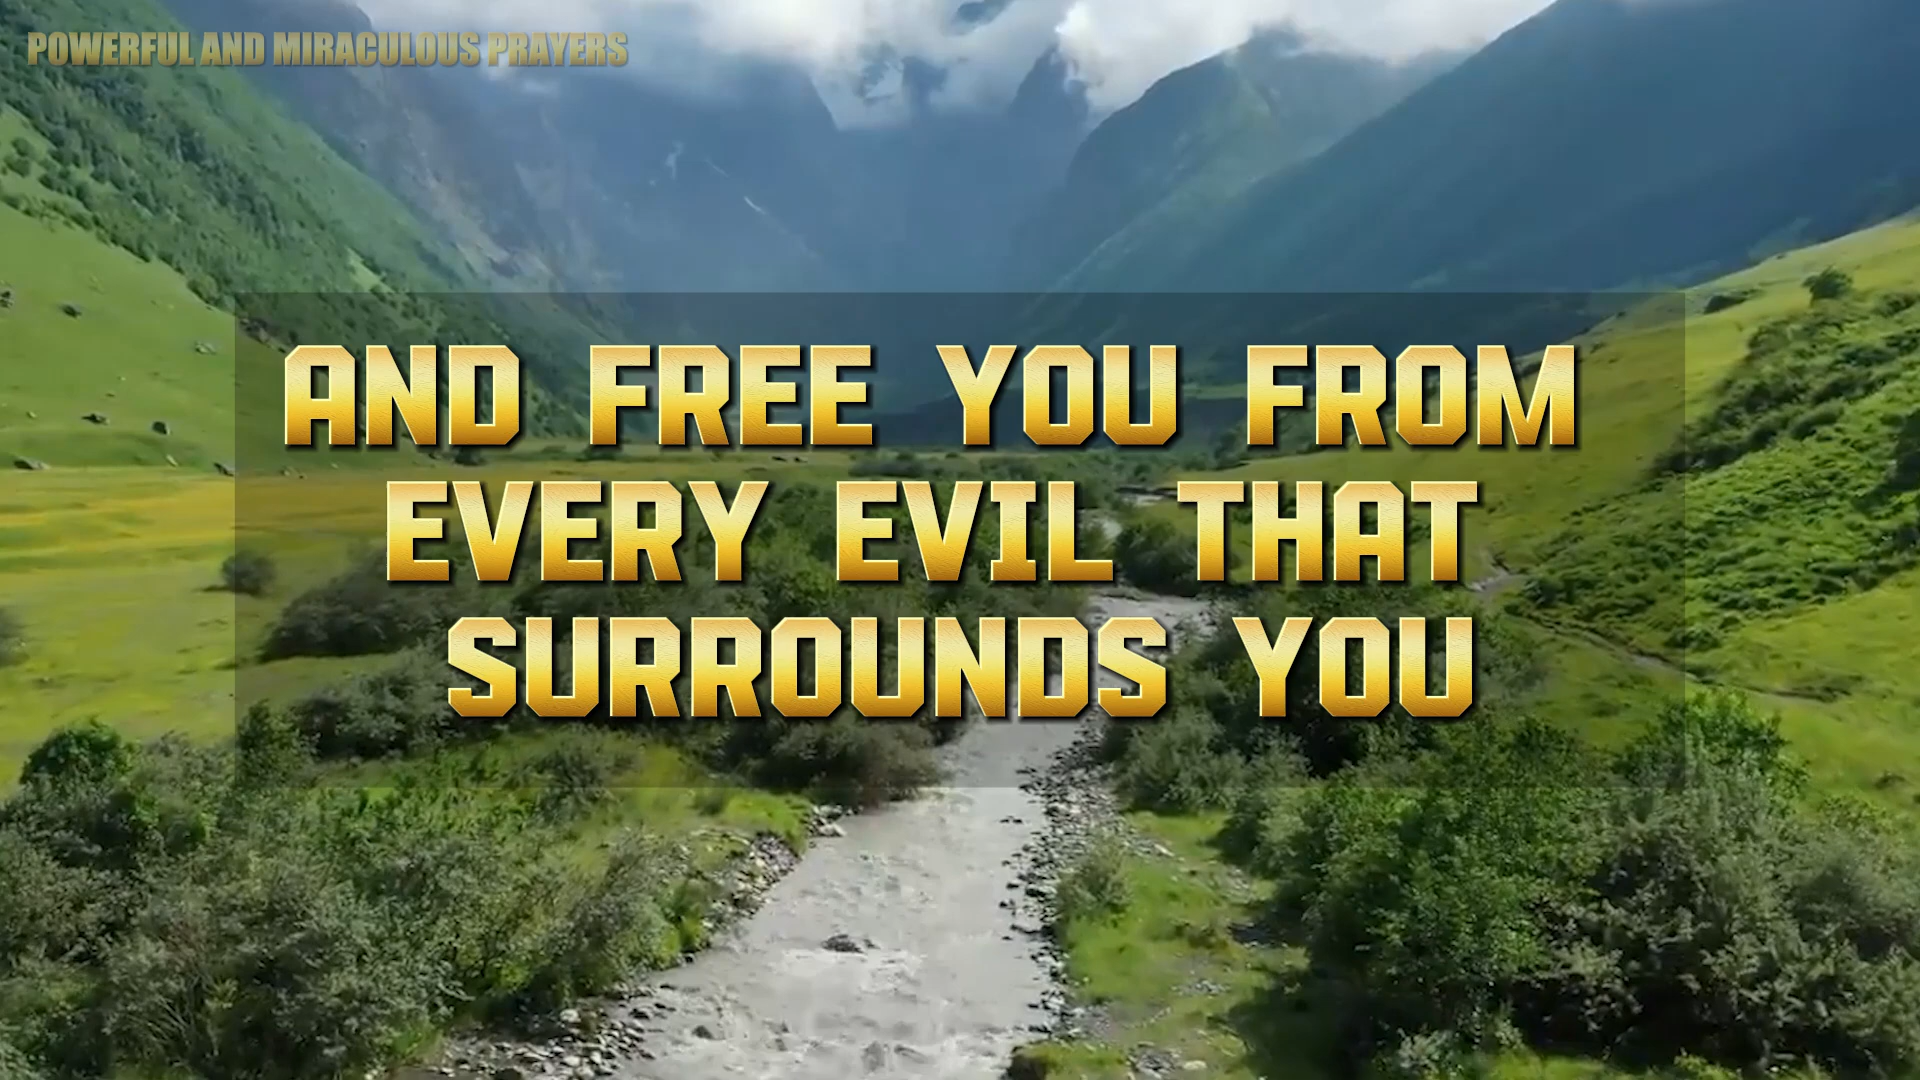 POWERFUL AND MIRACULOUS PRAYERS
AND FREE YOU FROM
EVERY EVIL THAT
SURROUNDS YOU